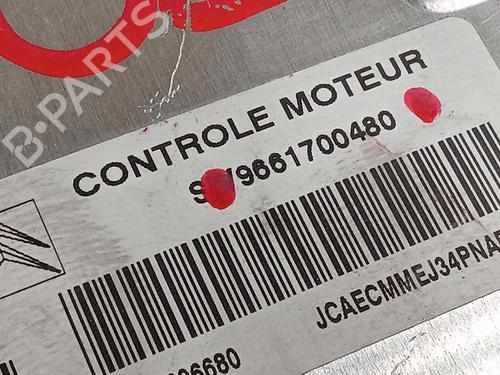 B-PARTS
CONTROLE MOTEUR
9661700480
JCAECMMEJ34PNA